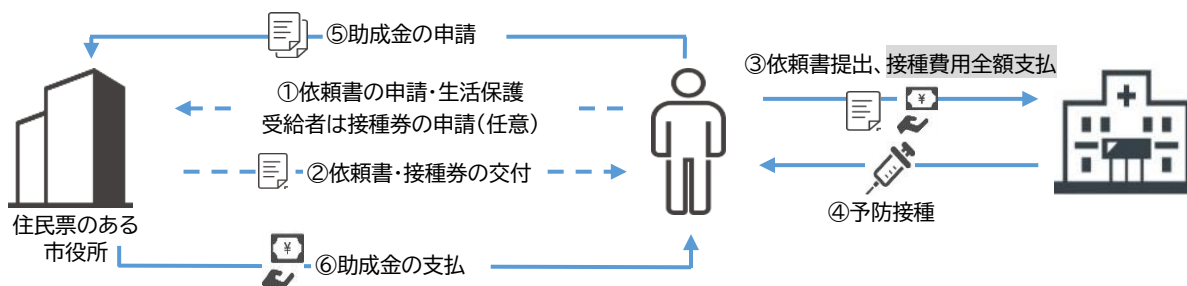 ⑤助成金の申請
①依頼書の申請・生活保護
受給者は接種券の申請(任意)
②依頼書・接種券の交付
住民票のある
市役所
¥
⑥助成金の支払
③依頼書提出、接種費用全額支払
¥
④予防接種